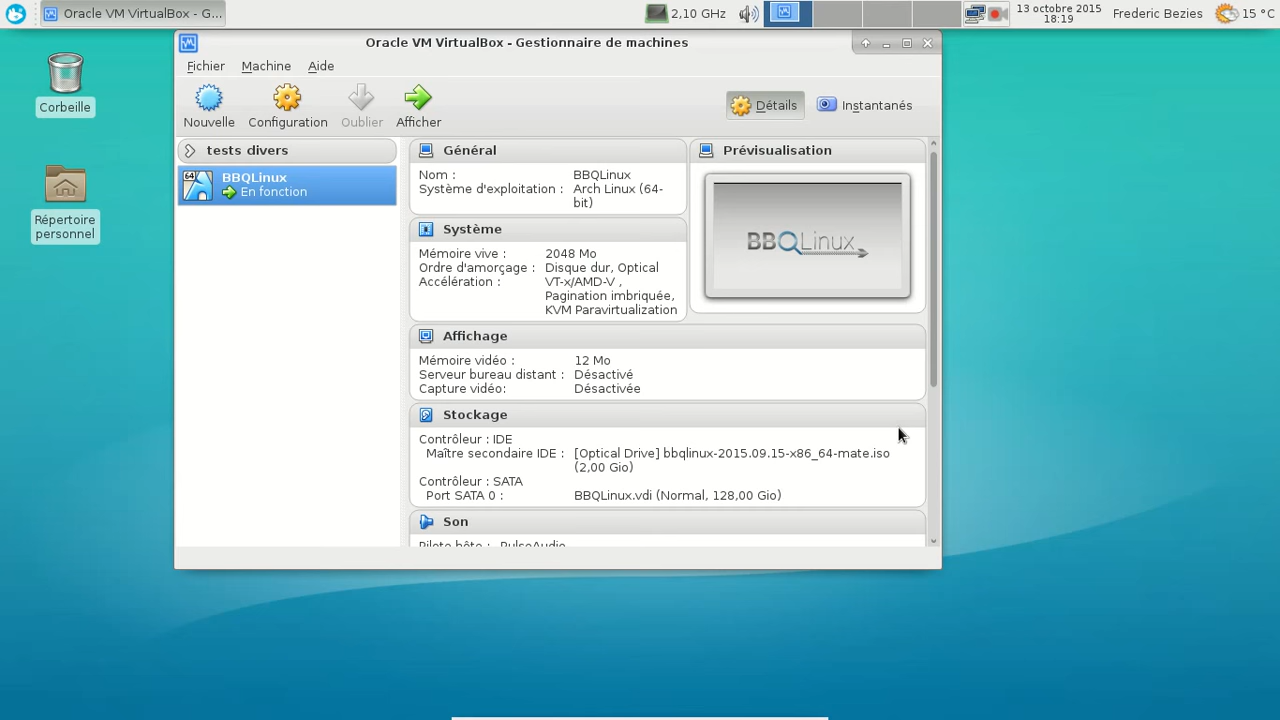 Oracle VM VirtualBox - G...
2,10 GHz
13 octobre 2015
18:19
Frederic Bezies
15 °C
Corbeille
Répertoire
personnel
Oracle VM VirtualBox - Gestionnaire de machines
Fichier Machine Aide
Nouvelle Configuration Oublier Afficher
Détails Instantanés
tests divers
64
BBQLinux
En fonction
Général
Nom : BBQLinux
Système d'exploitation : Arch Linux (64-
bit)
Système
Mémoire vive : 2048 Mo
Ordre d'amorçage : Disque dur, Optical
Accélération : VT-x/AMD-V ,
Pagination imbriquée,
KVM Paravirtualization
Prévisualisation
BBQLinux
Affichage
Mémoire vidéo : 12 Mo
Serveur bureau distant : Désactivé
Capture vidéo: Désactivée
Stockage
Contrôleur : IDE
Maître secondaire IDE : [Optical Drive] bbqlinux-2015.09.15-x86_64-mate.iso
(2,00 Gio)
Contrôleur : SATA
Port SATA 0 : BBQLinux.vdi (Normal, 128,00 Gio)
Son
Pilote hôte : PulseAudio